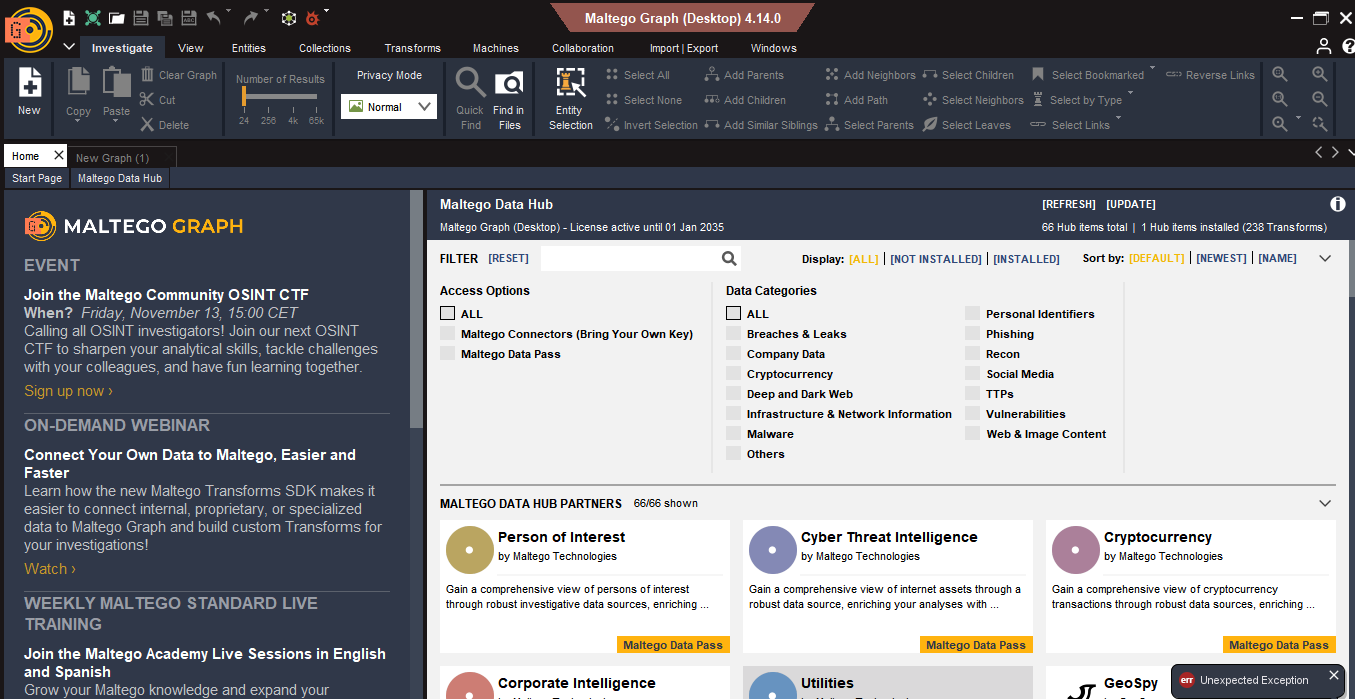 Maltego Graph (Desktop) 4.14.0
Investigate View Entities Collections Transforms Machines Collaboration Import | Export Windows
New
Copy
Paste
Clear Graph
Cut
Delete
Number of Results
24 256 4k 65k
Privacy Mode
Normal
Quick Find
Find in Files
Entity Selection
Select All
Select None
Invert Selection
Add Parents
Add Children
Add Similar Siblings
Add Neighbors
Add Path
Select Parents
Select Children
Select Neighbors
Select Leaves
Select Bookmarked
Select by Type
Select Links
Reverse Links
Home
New Graph (1)
Start Page
Maltego Data Hub
MALTEGO GRAPH
EVENT
Join the Maltego Community OSINT CTF
When? Friday, November 13, 15:00 CET
Calling all OSINT investigators! Join our next OSINT
CTF to sharpen your analytical skills, tackle challenges
with your colleagues, and have fun learning together.
Sign up now ›
ON-DEMAND WEBINAR
Connect Your Own Data to Maltego, Easier and
Faster
Learn how the new Maltego Transforms SDK makes it
easier to connect internal, proprietary, or specialized
data to Maltego Graph and build custom Transforms for
your investigations!
Watch ›
WEEKLY MALTEGO STANDARD LIVE
TRAINING
Join the Maltego Academy Live Sessions in English
and Spanish
Grow your Maltego knowledge and expand your
Maltego Data Hub
[REFRESH] [UPDATE]
Maltego Graph (Desktop) - License active until 01 Jan 2035
66 Hub items total | 1 Hub items installed (238 Transforms)
FILTER [RESET]
Display: [ALL] | [NOT INSTALLED] | [INSTALLED]
Sort by: [DEFAULT] | [NEWEST] | [NAME]
Access Options
ALL
Maltego Connectors (Bring Your Own Key)
Maltego Data Pass
Data Categories
ALL
Breaches & Leaks
Company Data
Cryptocurrency
Deep and Dark Web
Infrastructure & Network Information
Malware
Others
Personal Identifiers
Phishing
Recon
Social Media
TTPs
Vulnerabilities
Web & Image Content
MALTEGO DATA HUB PARTNERS 66/66 shown
Person of Interest
by Maltego Technologies
Gain a comprehensive view of persons of interest
through robust investigative data sources, enriching ...
Maltego Data Pass
Cyber Threat Intelligence
by Maltego Technologies
Gain a comprehensive view of internet assets through a
robust data source, enriching your analyses with ...
Maltego Data Pass
Cryptocurrency
by Maltego Technologies
Gain a comprehensive view of cryptocurrency
transactions through robust data sources, enriching ...
Maltego Data Pass
Corporate Intelligence
Utilities
GeoSpy
err Unexpected Exception